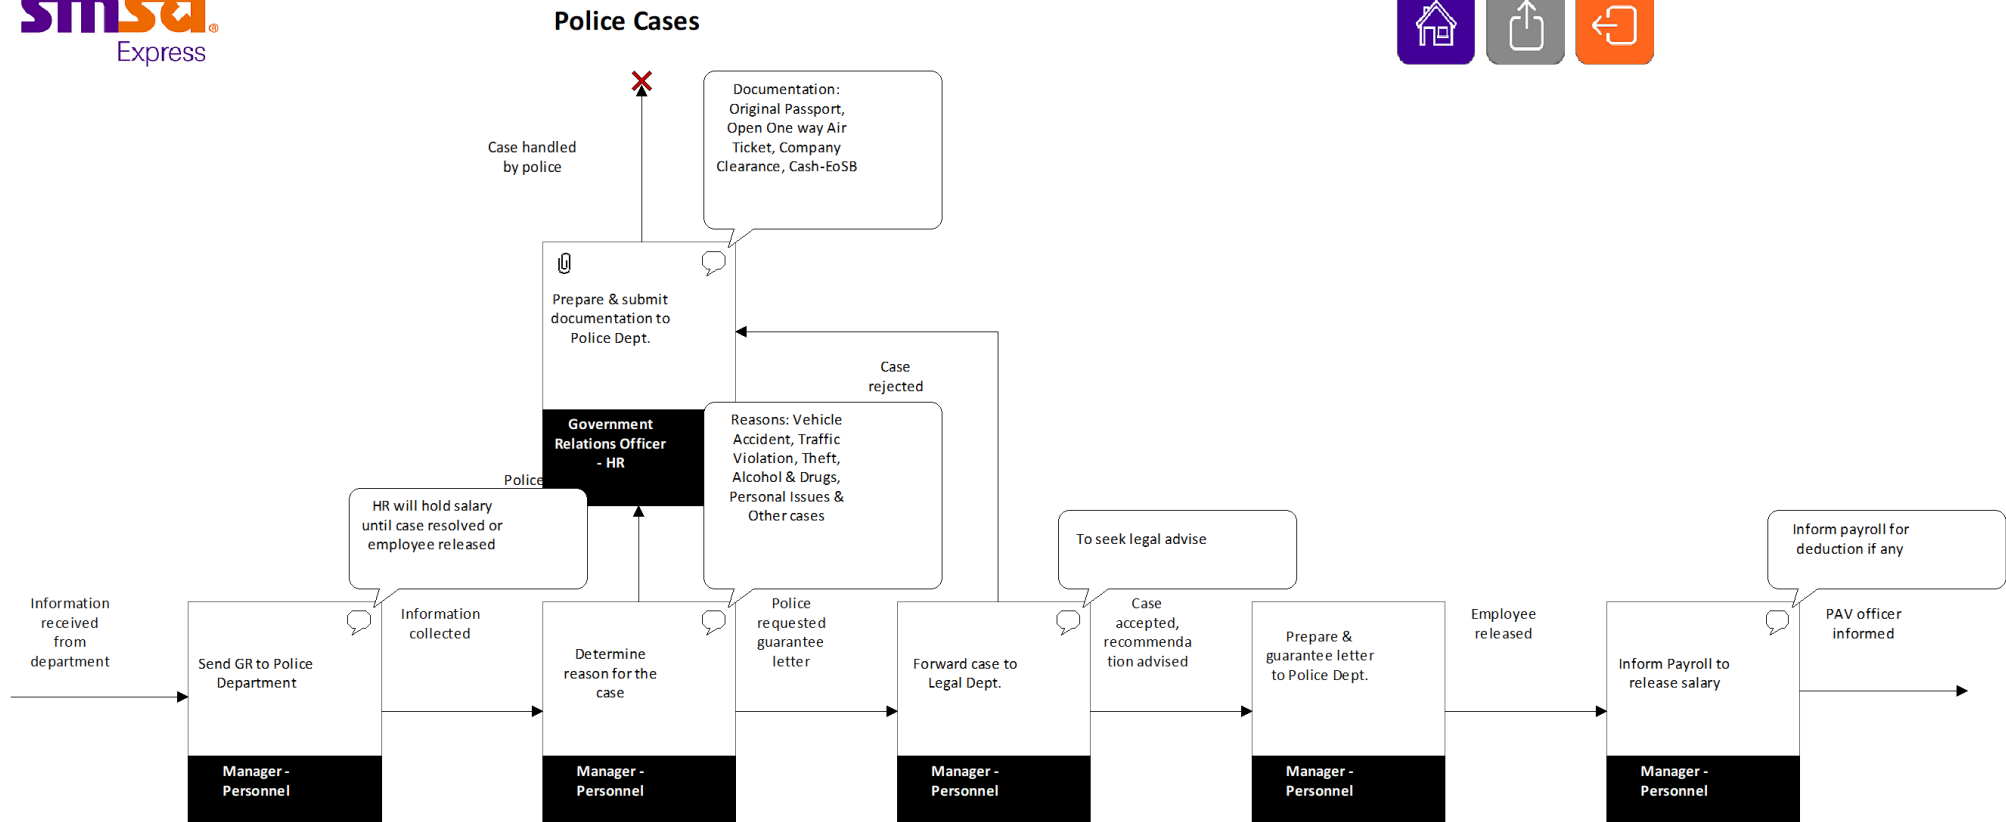 smsa®
Express
Police Cases
Documentation:
Original Passport,
Open One way Air
Ticket, Company
Clearance, Cash-EoSB
Case handled
by police
Prepare & submit
documentation to
Police Dept.
Government
Relations Officer
- HR
Case
rejected
Reasons: Vehicle
Accident, Traffic
Violation, Theft,
Alcohol & Drugs,
Personal Issues &
Other cases
Police
HR will hold salary
until case resolved or
employee released
To seek legal advise
Inform payroll for
deduction if any
Information
received
from
department
Send GR to Police
Department
Manager -
Personnel
Information
collected
Determine
reason for the
case
Manager -
Personnel
Police
requested
guarantee
letter
Forward case to
Legal Dept.
Manager -
Personnel
Case
accepted,
recommenda
tion advised
Prepare &
guarantee letter
to Police Dept.
Manager -
Personnel
Employee
released
Inform Payroll to
release salary
Manager -
Personnel
PAV officer
informed